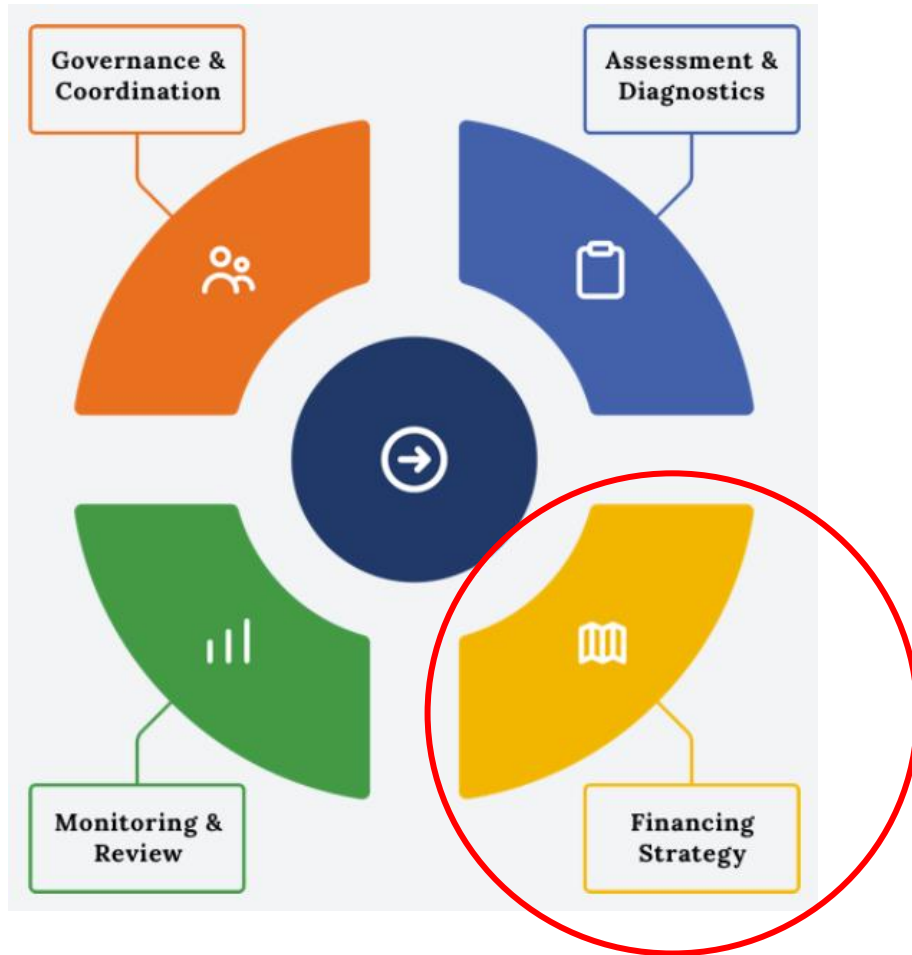 Governance &
Coordination
Assessment &
Diagnostics
Monitoring &
Review
Financing
Strategy